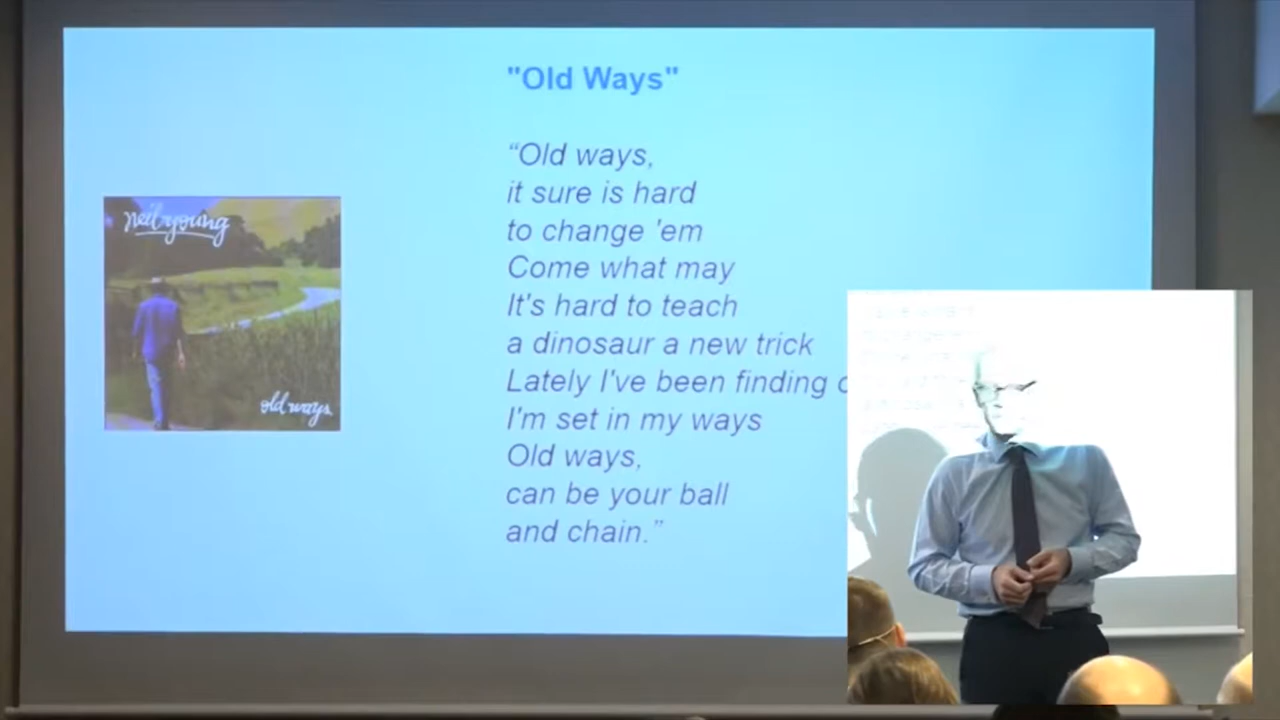 "Old Ways"
“Old ways,
it sure is hard
to change 'em
Come what may
It's hard to teach
a dinosaur a new trick
Lately I've been finding
I'm set in my ways
Old ways,
can be your ball
and chain.”
neil young
old ways